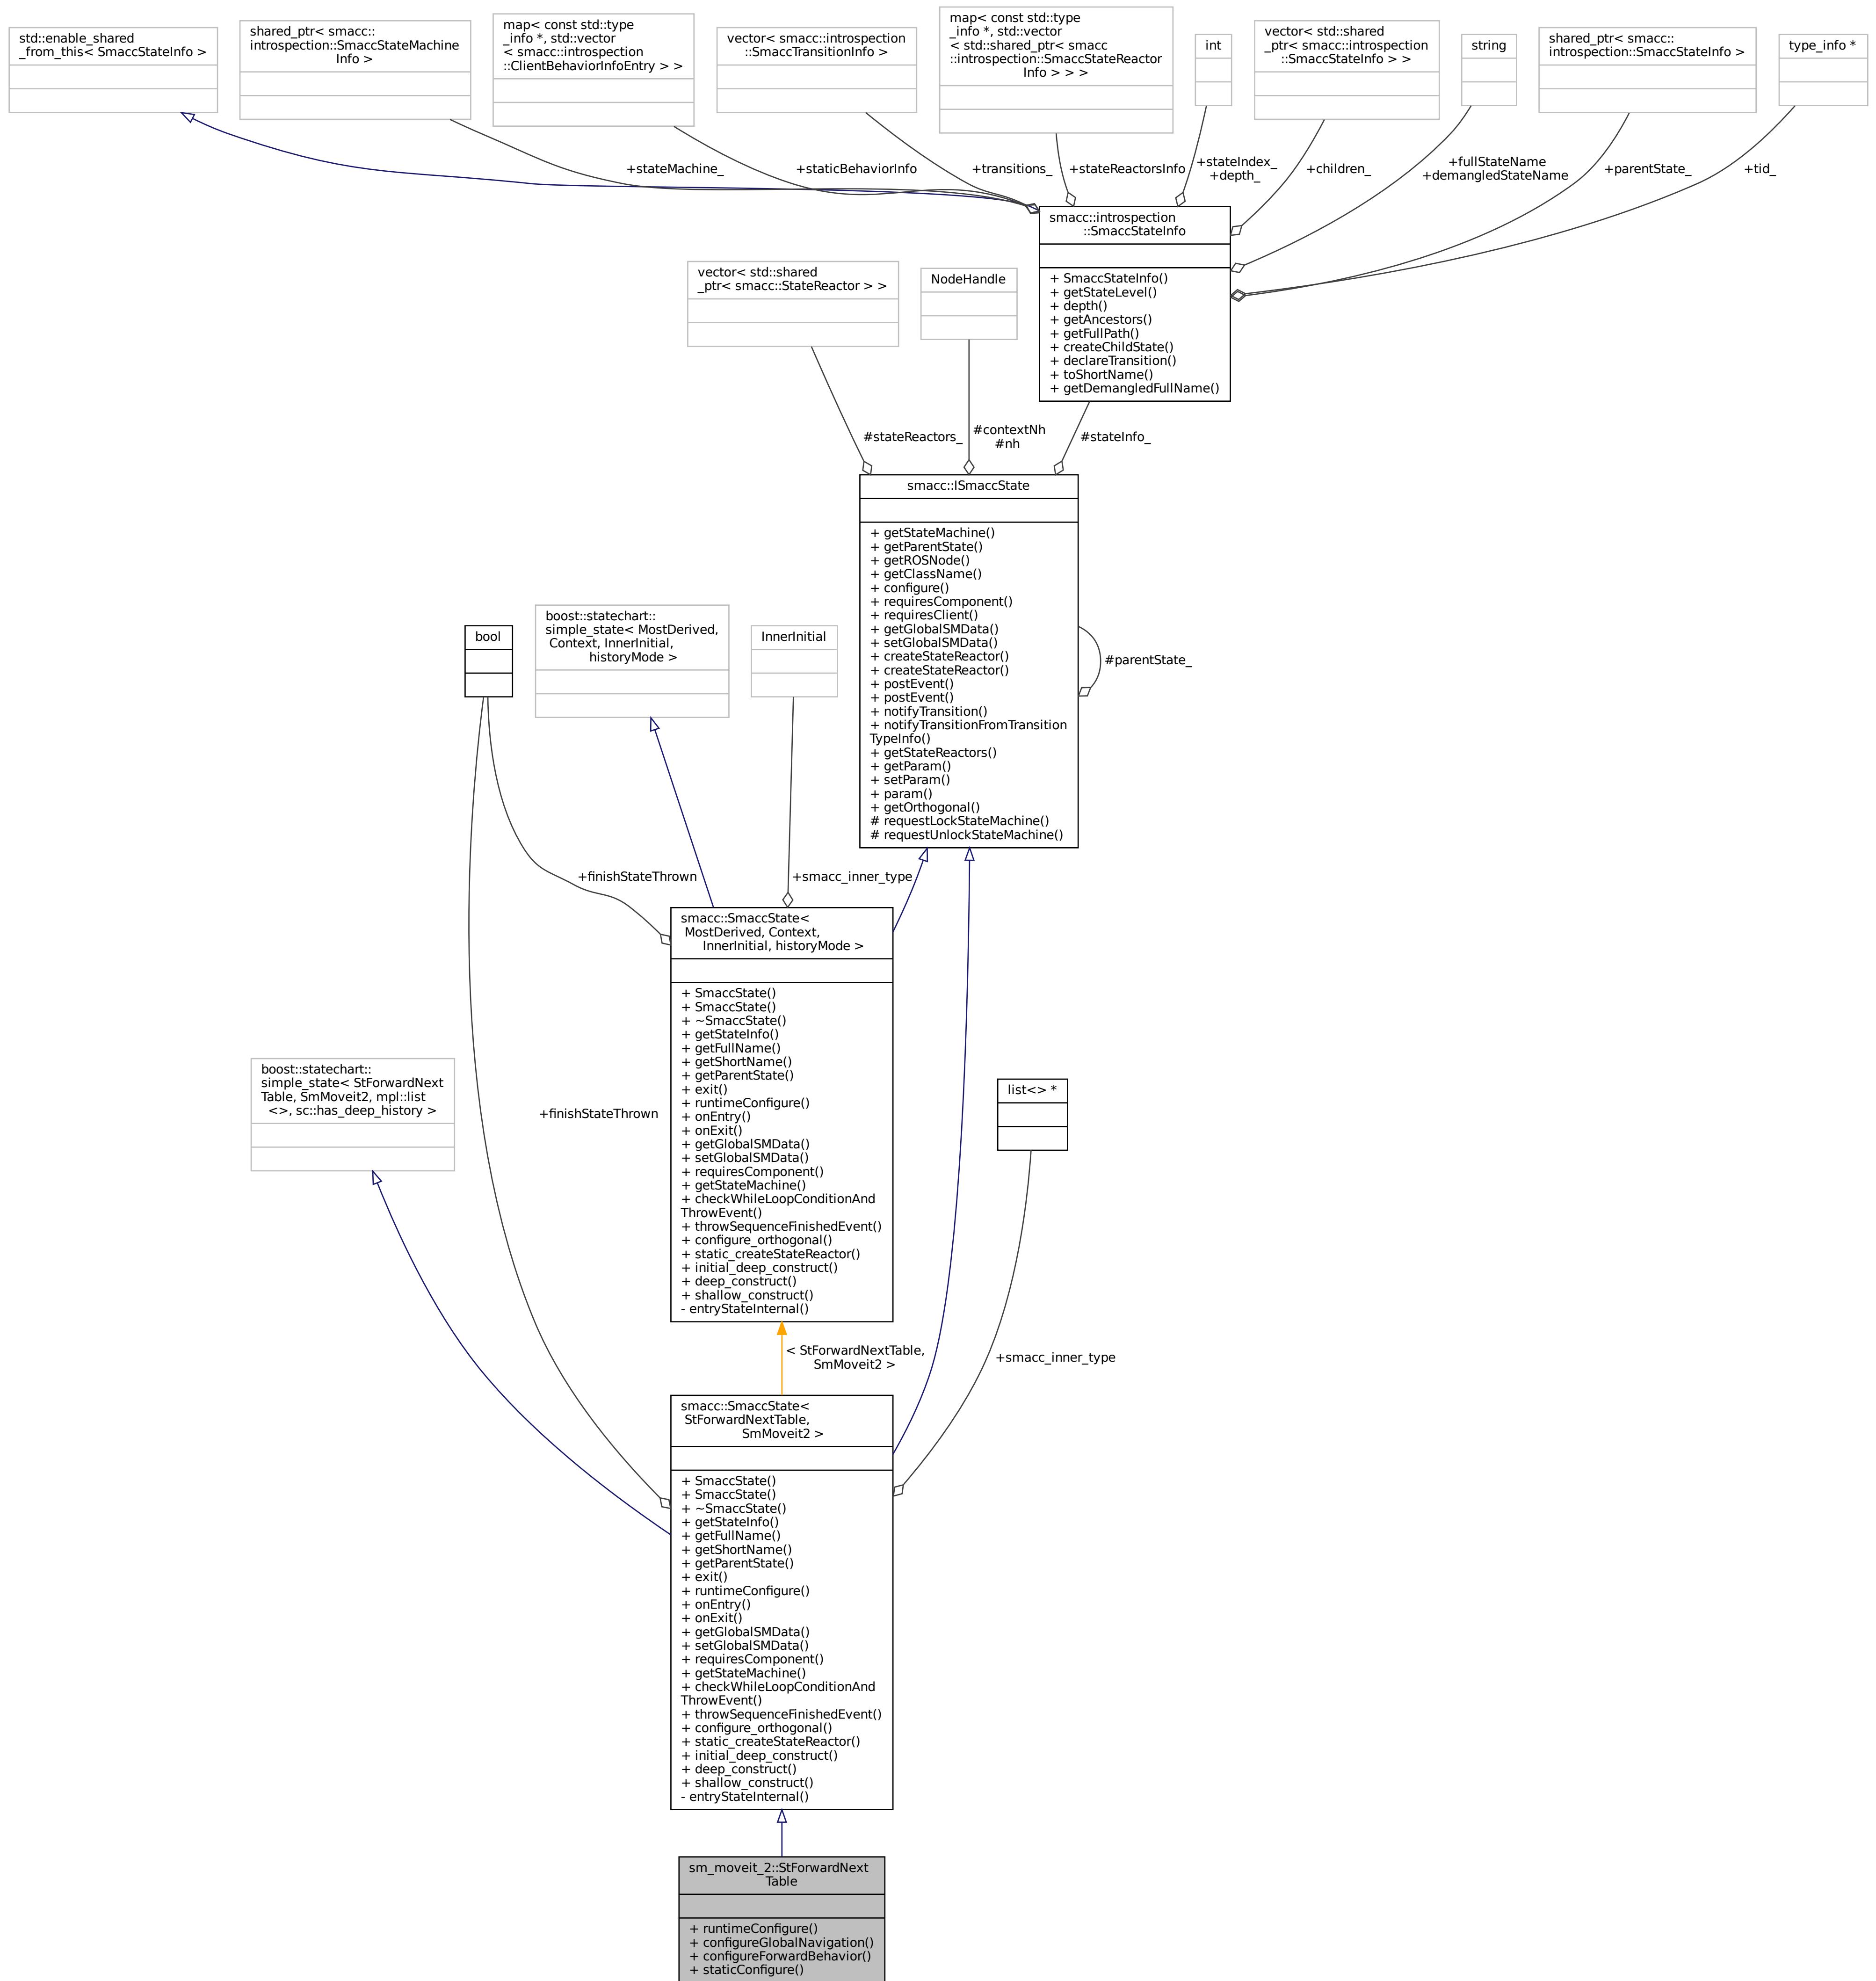 std::enable_shared
_from_this< SmaccStateInfo >
shared_ptr< smacc::
introspection::SmaccStateMachine
Info >
map< const std::type
_info *, std::vector
< smacc::introspection
::ClientBehaviorInfoEntry > >
vector< smacc::introspection
::SmaccTransitionInfo >
map< const std::type
_info *, std::vector
< std::shared_ptr< smacc
::introspection::SmaccStateReactor
Info > > >
int
vector< std::shared
_ptr< smacc::introspection
::SmaccStateInfo > >
string
shared_ptr< smacc::
introspection::SmaccStateInfo >
type_info *
+stateMachine_
+staticBehaviorInfo
+transitions_
+stateReactorsInfo
+stateIndex_
+depth_
+children_
+fullStateName
+demangledStateName
+parentState_
+tid_
smacc::introspection
::SmaccStateInfo
+ SmaccStateInfo()
+ getStateLevel()
+ depth()
+ getAncestors()
+ getFullPath()
+ createChildState()
+ declareTransition()
+ toShortName()
+ getDemangledFullName()
vector< std::shared
_ptr< smacc::StateReactor > >
NodeHandle
#stateReactors_
#contextNh
#nh
#stateInfo_
smacc::ISmaccState
+ getStateMachine()
+ getParentState()
+ getROSNode()
+ getClassName()
+ configure()
+ requiresComponent()
+ requiresClient()
+ getGlobalSMData()
+ setGlobalSMData()
+ createStateReactor()
+ createStateReactor()
+ postEvent()
+ postEvent()
+ notifyTransition()
+ notifyTransitionFromTransition
TypeInfo()
+ getStateReactors()
+ getParam()
+ setParam()
+ param()
+ getOrthogonal()
# requestLockStateMachine()
# requestUnlockStateMachine()
#parentState_
bool
boost::statechart::
simple_state< MostDerived,
Context, InnerInitial,
historyMode >
InnerInitial
+finishStateThrown
+smacc_inner_type
smacc::SmaccState<
MostDerived, Context,
InnerInitial, historyMode >
+ SmaccState()
+ SmaccState()
+ ~SmaccState()
+ getStateInfo()
+ getFullName()
+ getShortName()
+ getParentState()
+ exit()
+ runtimeConfigure()
+ onEntry()
+ onExit()
+ getGlobalSMData()
+ setGlobalSMData()
+ requiresComponent()
+ getStateMachine()
+ checkWhileLoopConditionAnd
ThrowEvent()
+ throwSequenceFinishedEvent()
+ configure_orthogonal()
+ static_createStateReactor()
+ initial_deep_construct()
+ deep_construct()
+ shallow_construct()
- entryStateInternal()
boost::statechart::
simple_state< StForwardNext
Table, SmMoveit2, mpl::list
<>, sc::has_deep_history >
+finishStateThrown
list<> *
< StForwardNextTable,
SmMoveit2 >
+smacc_inner_type
smacc::SmaccState<
StForwardNextTable,
SmMoveit2 >
+ SmaccState()
+ SmaccState()
+ ~SmaccState()
+ getStateInfo()
+ getFullName()
+ getShortName()
+ getParentState()
+ exit()
+ runtimeConfigure()
+ onEntry()
+ onExit()
+ getGlobalSMData()
+ setGlobalSMData()
+ requiresComponent()
+ getStateMachine()
+ checkWhileLoopConditionAnd
ThrowEvent()
+ throwSequenceFinishedEvent()
+ configure_orthogonal()
+ static_createStateReactor()
+ initial_deep_construct()
+ deep_construct()
+ shallow_construct()
- entryStateInternal()
sm_moveit_2::StForwardNext
Table
+ runtimeConfigure()
+ configureGlobalNavigation()
+ configureForwardBehavior()
+ staticConfigure()